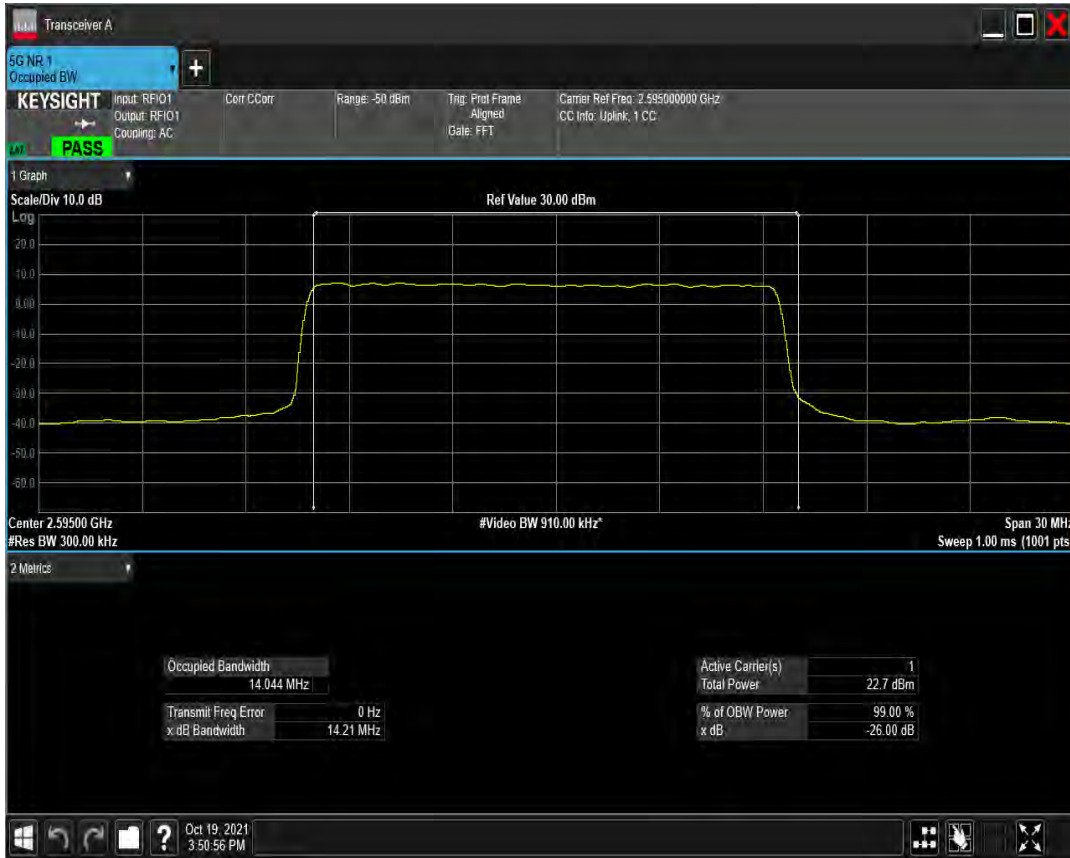 Transceiver A
5G NR 1
Occupied BW
+
KEYSIGHT
Input: RFIO1
Output: RFIO1
Coupling: AC
Corr CCorr
Range: -50 dBm
Trig: Prot Frame
Aligned
Gate: FFT
Carrier Ref Freq: 2.595000000 GHz
CC Info: Uplink, 1 CC
PASS
1 Graph
Scale/Div 10.0 dB
Ref Value 30.00 dBm
Log
20.0
10.0
0.00
-10.0
-20.0
-30.0
-40.0
-50.0
-60.0
Center 2.59500 GHz
#Video BW 910.00 kHz*
Span 30 MHz
#Res BW 300.00 kHz
Sweep 1.00 ms (1001 pts
2 Metrics
Occupied Bandwidth
14.044 MHz
Transmit Freq Error 0 Hz
x dB Bandwidth 14.21 MHz
Active Carrier(s) 1
Total Power 22.7 dBm
% of OBW Power 99.00 %
x dB -26.00 dB
?
Oct 19, 2021
3:50:56 PM